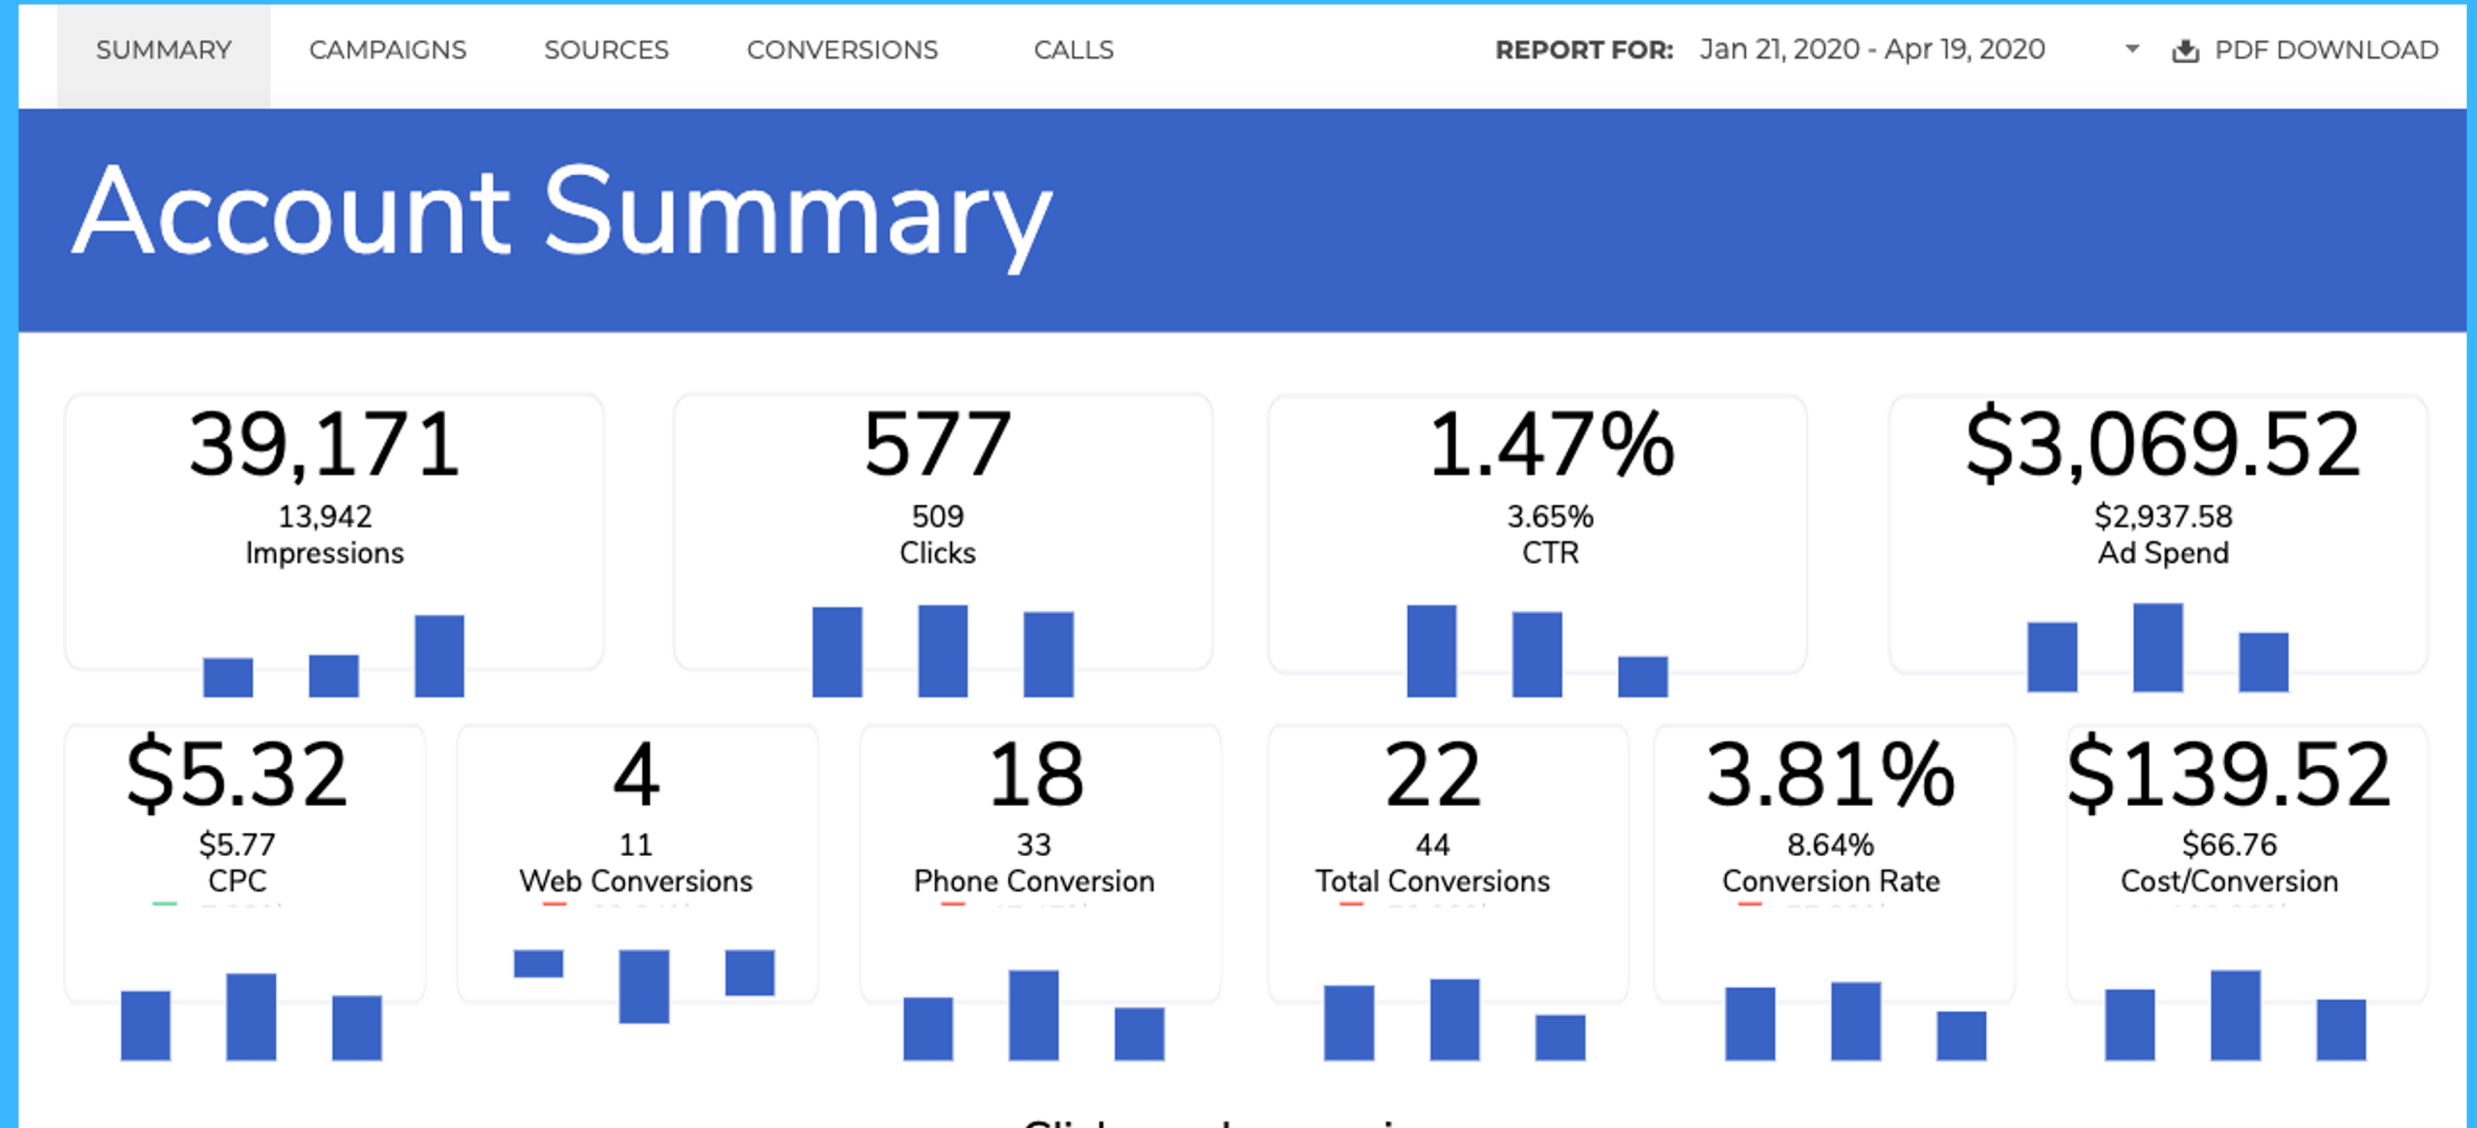 SUMMARY CAMPAIGNS SOURCES CONVERSIONS CALLS REPORT FOR: Jan 21, 2020 - Apr 19, 2020 PDF DOWNLOAD
Account Summary
39,171 577 1.47% $3,069.52
13,942 509 3.65% $2,937.58
Impressions Clicks CTR Ad Spend
$5.32 4 18 22 3.81% $139.52
$5.77 11 33 44 8.64% $66.76
CPC Web Conversions Phone Conversion Total Conversions Conversion Rate Cost/Conversion